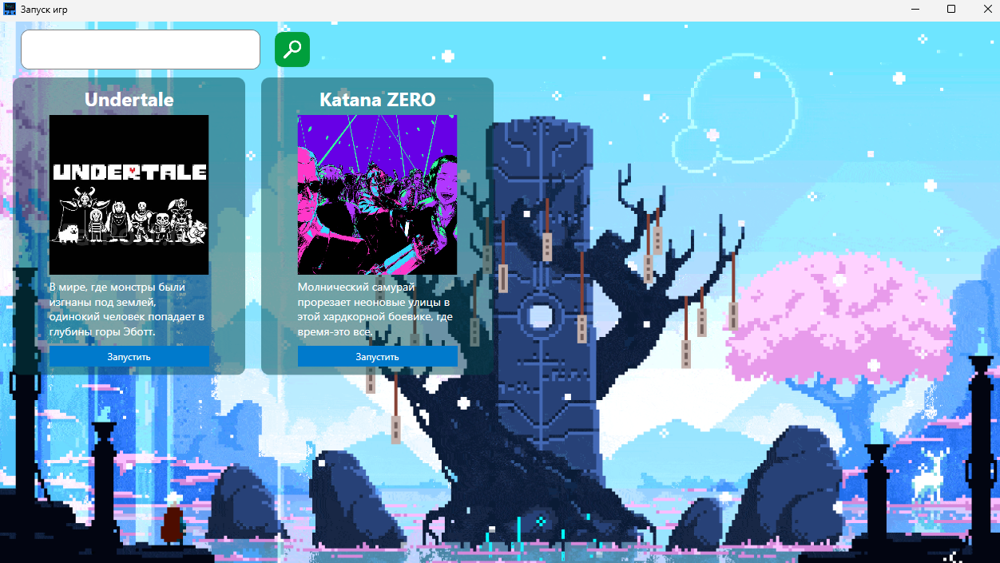 Запуск игр
Undertale
UNDERTALE
В мире, где монстры были
изгнаны под землей,
одинокий человек попадает в
глубины горы Эботт.
Запустить
Katana ZERO
Молнический самурай
прорезает неоновые улицы в
этой хардкорной боевике, где
время-это все.
Запустить